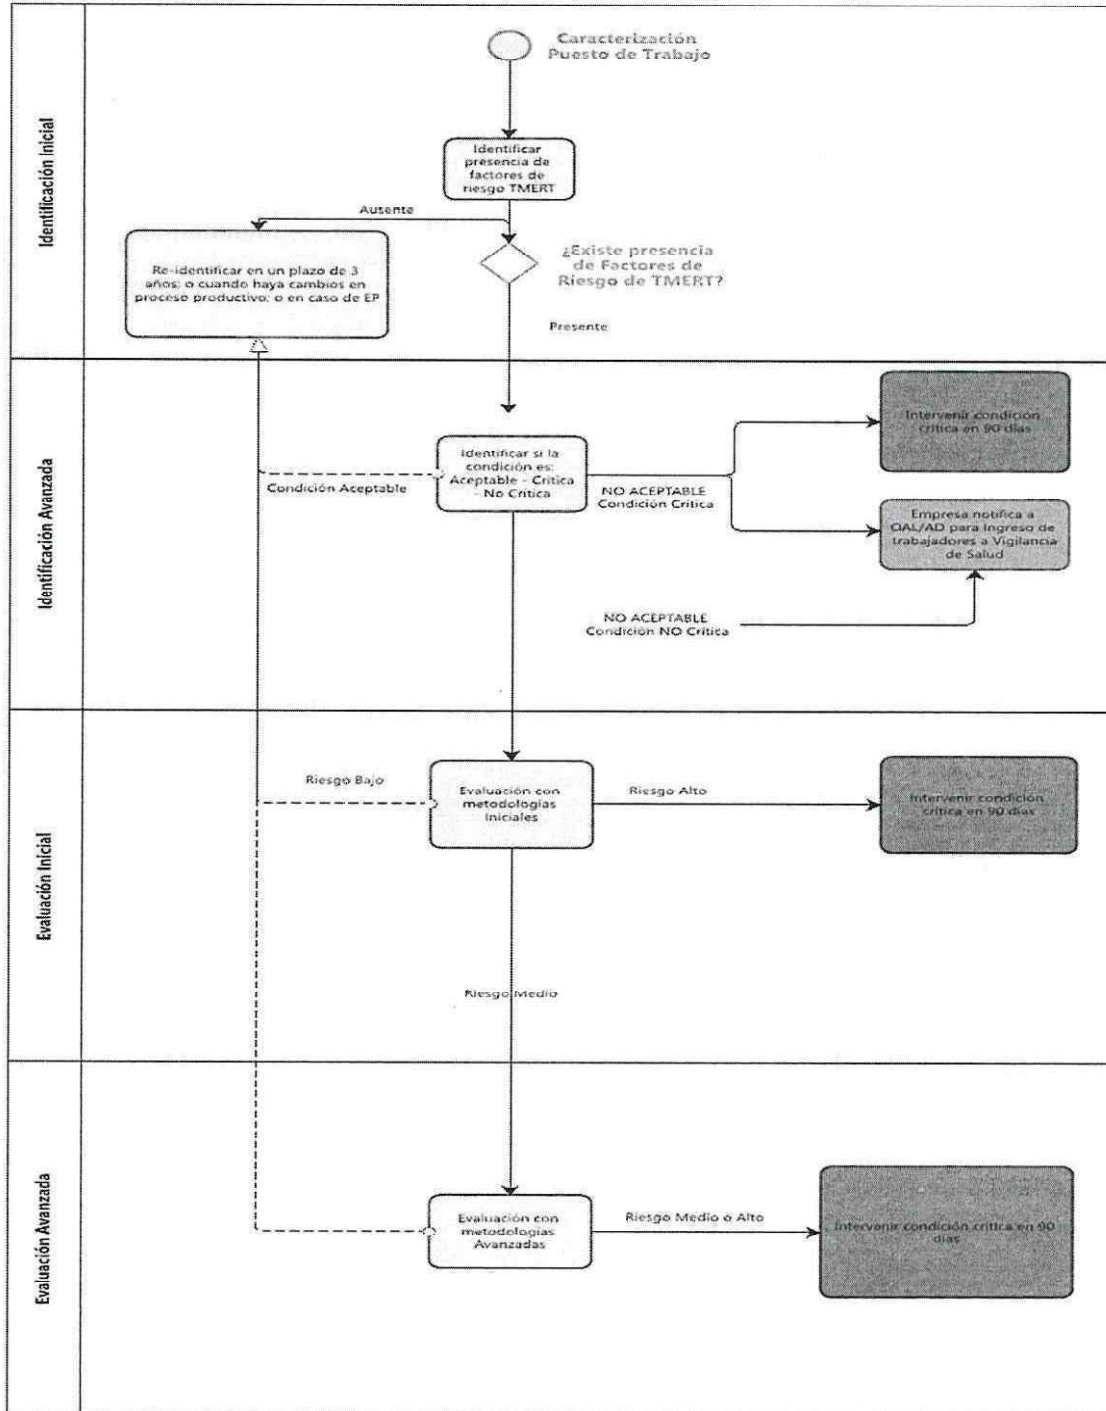 Identificación Inicial
Caracterización
Puesto de Trabajo
Identificar
presencia de
factores de
riesgo TMERT
Ausente
Re-identificar en un plazo de 3
años; o cuando haya cambios en
proceso productivo; o en caso de EP
¿Existe presencia
de Factores de
Riesgo de TMERT?
Presente
Identificación Avanzada
Identificar si la
condición es:
Aceptable - Crítica
- No Crítica
Condición Aceptable
NO ACEPTABLE
Condición Crítica
Intervenir condición
crítica en 90 días
Empresa notifica a
OAL/AD para Ingreso de
trabajadores a Vigilancia
de Salud
NO ACEPTABLE
Condición NO Crítica
Evaluación Inicial
Riesgo Bajo
Evaluación con
metodologías
Iniciales
Riesgo Alto
Intervenir condición
crítica en 90 días
Riesgo Medio
Evaluación Avanzada
Evaluación con
metodologías
Avanzadas
Riesgo Medio o Alto
Intervenir condición crítica en 90
días